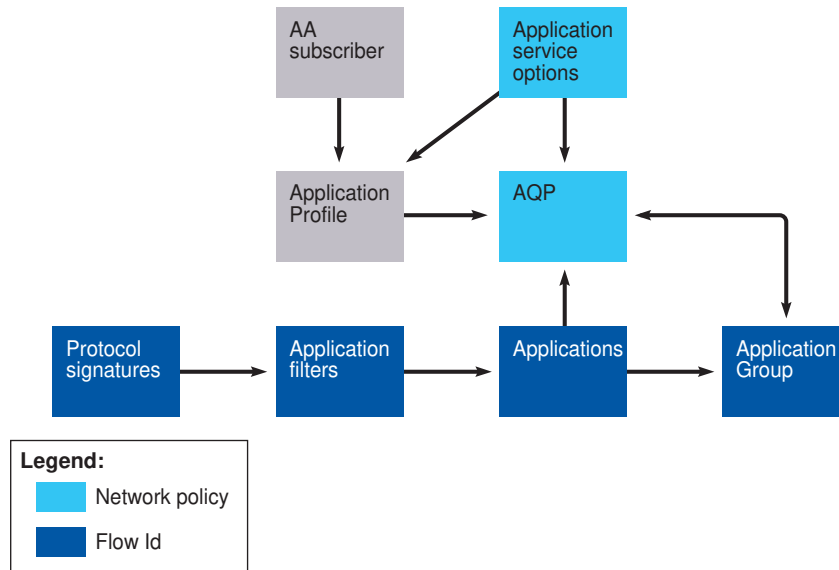 AA
subscriber
Application
service
options
Application
Profile
AQP
Protocol
signatures
Application
filters
Applications
Application
Group
Legend:
Network policy
Flow Id